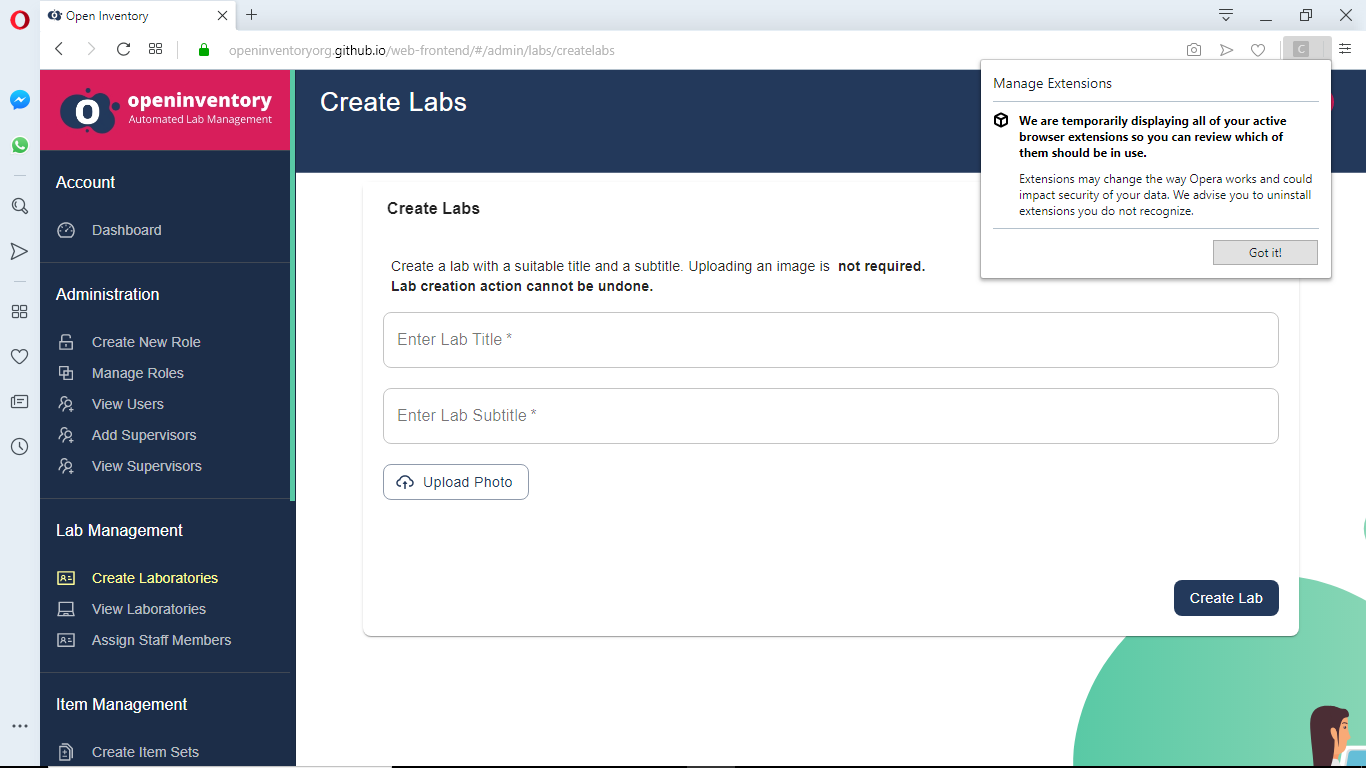 Open Inventory
openinventoryorg.github.io/web-frontend/#/admin/labs/createlabs
C
openinventory
Automated Lab Management
Create Labs
Manage Extensions
We are temporarily displaying all of your active
browser extensions so you can review which of
them should be in use.
Extensions may change the way Opera works and could
impact security of your data. We advise you to uninstall
extensions you do not recognize.
Got it!
Account
Dashboard
Administration
Create New Role
Manage Roles
View Users
Add Supervisors
View Supervisors
Lab Management
Create Laboratories
View Laboratories
Assign Staff Members
Item Management
Create Item Sets
Create Labs
Create a lab with a suitable title and a subtitle. Uploading an image is not required.
Lab creation action cannot be undone.
Enter Lab Title *
Enter Lab Subtitle *
Upload Photo
Create Lab